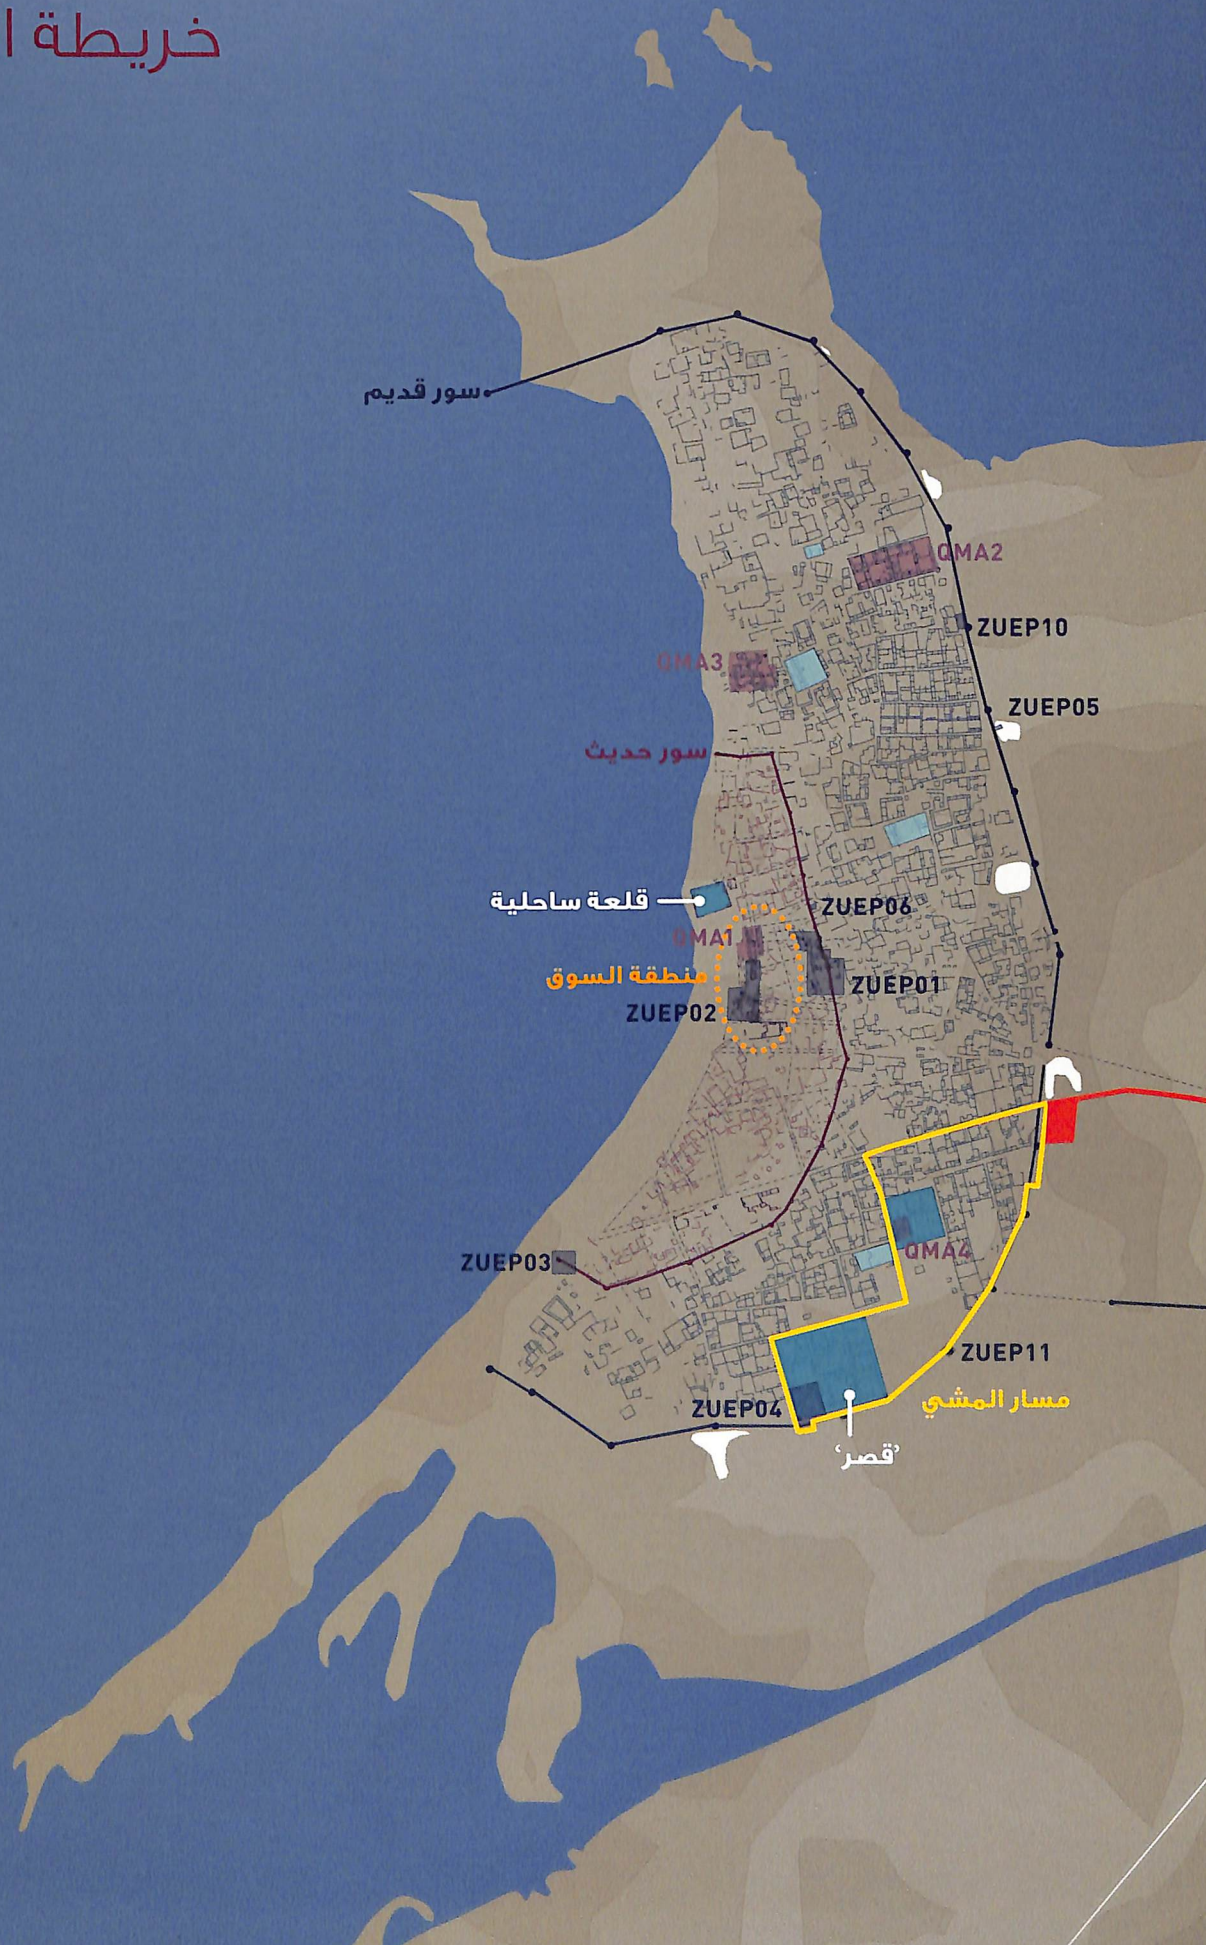 خريطة ا
سور قديم
QMA2
ZUEP10
QMA3
ZUEP05
سور حديث
قلعة ساحلية
ZUEP06
QMA1
منطقة السوق
ZUEP01
ZUEP02
QMA4
ZUEP03
ZUEP11
مسار المشي
ZUEP04
'قصر'